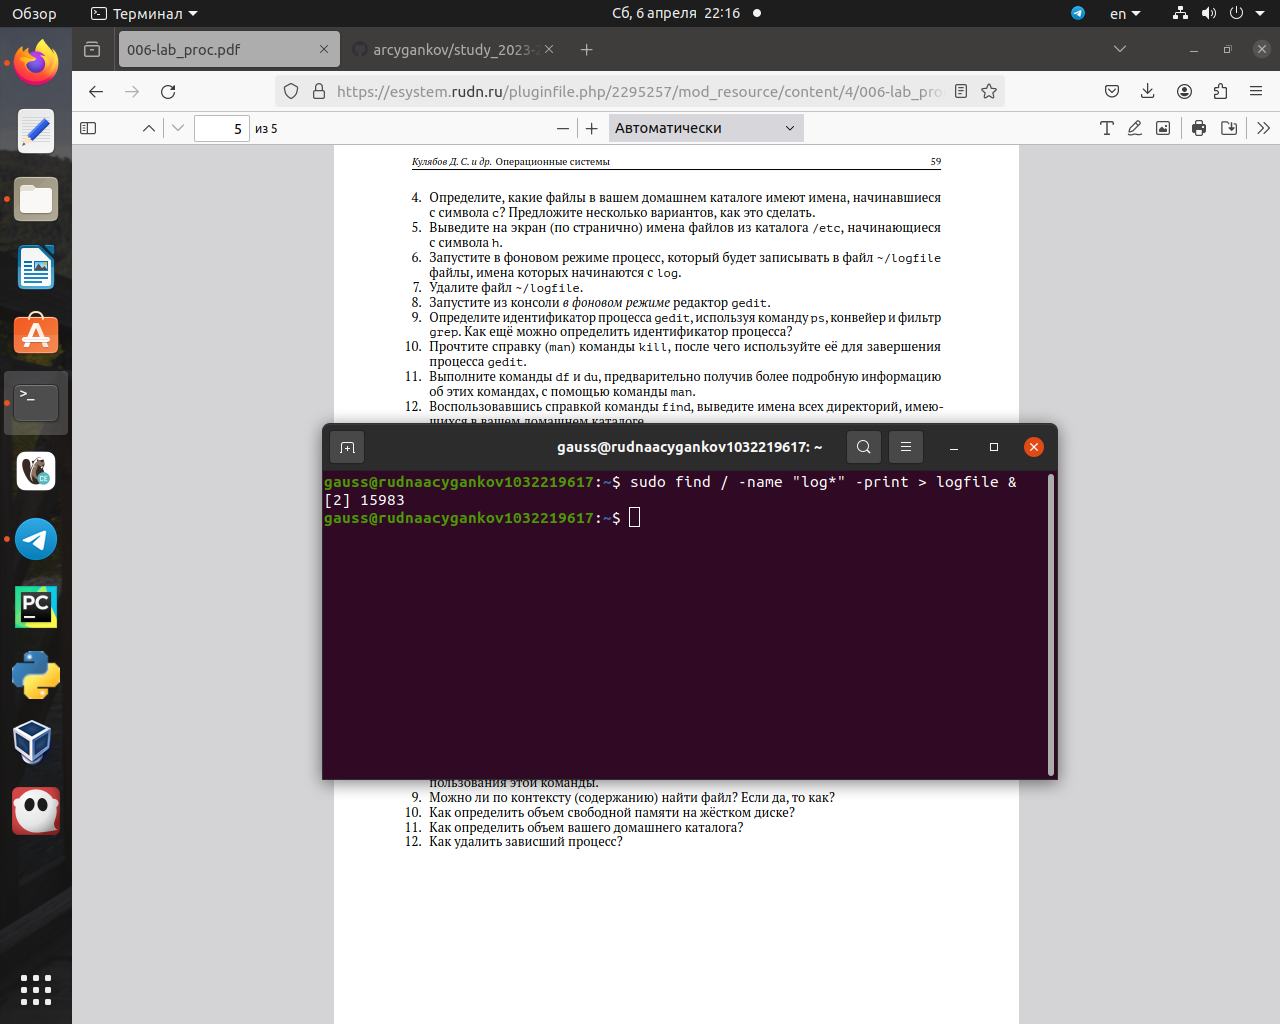 Обзор
Терминал
Сб, 6 апреля 22:16
en
006-lab_proc.pdf
arcygankov/study_2023-2
https://esystem.rudn.ru/pluginfile.php/2295257/mod_resource/content/4/006-lab_pro
5
из 5
Автоматически
Кулябов Д. С. и др. Операционные системы 59
4. Определите, какие файлы в вашем домашнем каталоге имеют имена, начинавшиеся
с символа c? Предложите несколько вариантов, как это сделать.
5. Выведите на экран (по странично) имена файлов из каталога /etc, начинающиеся
с символа h.
6. Запустите в фоновом режиме процесс, который будет записывать в файл ~/logfile
файлы, имена которых начинаются с log.
7. Удалите файл ~/logfile.
8. Запустите из консоли в фоновом режиме редактор gedit.
9. Определите идентификатор процесса gedit, используя команду ps, конвейер и фильтр
grep. Как ещё можно определить идентификатор процесса?
10. Прочтите справку (man) команды kill, после чего используйте её для завершения
процесса gedit.
11. Выполните команды df и du, предварительно получив более подробную информацию
об этих командах, с помощью команды man.
12. Воспользовавшись справкой команды find, выведите имена всех директорий, имею-
щихся в вашем домашнем каталоге.
gauss@rudnaacygankov1032219617: ~
gauss@rudnaacygankov1032219617:~$ sudo find / -name "log*" -print > logfile &
[2] 15983
gauss@rudnaacygankov1032219617:~$
пользования этой команды.
9. Можно ли по контексту (содержанию) найти файл? Если да, то как?
10. Как определить объем свободной памяти на жёстком диске?
11. Как определить объем вашего домашнего каталога?
12. Как удалить зависший процесс?
>_
CE
PC